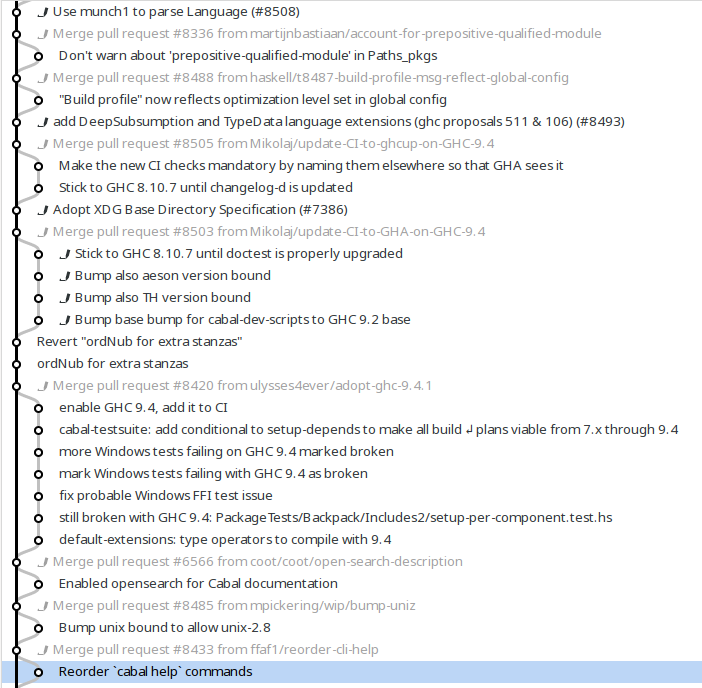 Use munch1 to parse Language (#8508)
Merge pull request #8336 from martijnbastiaan/account-for-prepositive-qualified-module
Don't warn about 'prepositive-qualified-module' in Paths_pkgs
Merge pull request #8488 from haskell/t8487-build-profile-msg-reflect-global-config
"Build profile" now reflects optimization level set in global config
add DeepSubsumption and TypeData language extensions (ghc proposals 511 & 106) (#8493)
Merge pull request #8505 from Mikolaj/update-CI-to-ghcup-on-GHC-9.4
Make the new CI checks mandatory by naming them elsewhere so that GHA sees it
Stick to GHC 8.10.7 until changelog-d is updated
Adopt XDG Base Directory Specification (#7386)
Merge pull request #8503 from Mikolaj/update-CI-to-GHA-on-GHC-9.4
Stick to GHC 8.10.7 until doctest is properly upgraded
Bump also aeson version bound
Bump also TH version bound
Bump base bump for cabal-dev-scripts to GHC 9.2 base
Revert "ordNub for extra stanzas"
ordNub for extra stanzas
Merge pull request #8420 from ulysses4ever/adopt-ghc-9.4.1
enable GHC 9.4, add it to CI
cabal-testsuite: add conditional to setup-depends to make all build ↲ plans viable from 7.x through 9.4
more Windows tests failing on GHC 9.4 marked broken
mark Windows tests failing with GHC 9.4 as broken
fix probable Windows FFI test issue
still broken with GHC 9.4: PackageTests/Backpack/Includes2/setup-per-component.test.hs
default-extensions: type operators to compile with 9.4
Merge pull request #6566 from coot/coot/open-search-description
Enabled opensearch for Cabal documentation
Merge pull request #8485 from mpickering/wip/bump-unix
Bump unix bound to allow unix-2.8
Merge pull request #8433 from ffaf1/reorder-cli-help
Reorder `cabal help` commands